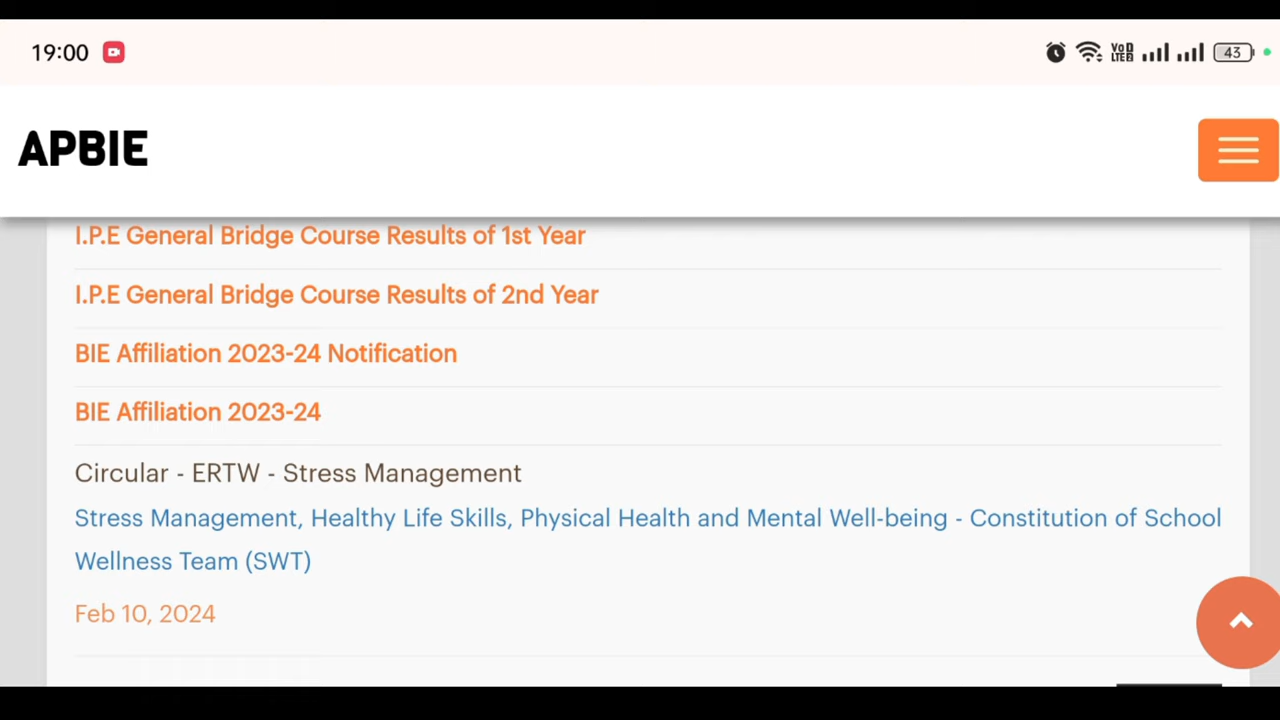 19:00 VoD LTE2 43
APBIE
I.P.E General Bridge Course Results of 1st Year
I.P.E General Bridge Course Results of 2nd Year
BIE Affiliation 2023-24 Notification
BIE Affiliation 2023-24
Circular - ERTW - Stress Management
Stress Management, Healthy Life Skills, Physical Health and Mental Well-being - Constitution of School
Wellness Team (SWT)
Feb 10, 2024